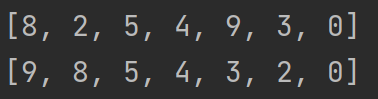 [8, 2, 5, 4, 9, 3, 0]
[9, 8, 5, 4, 3, 2, 0]